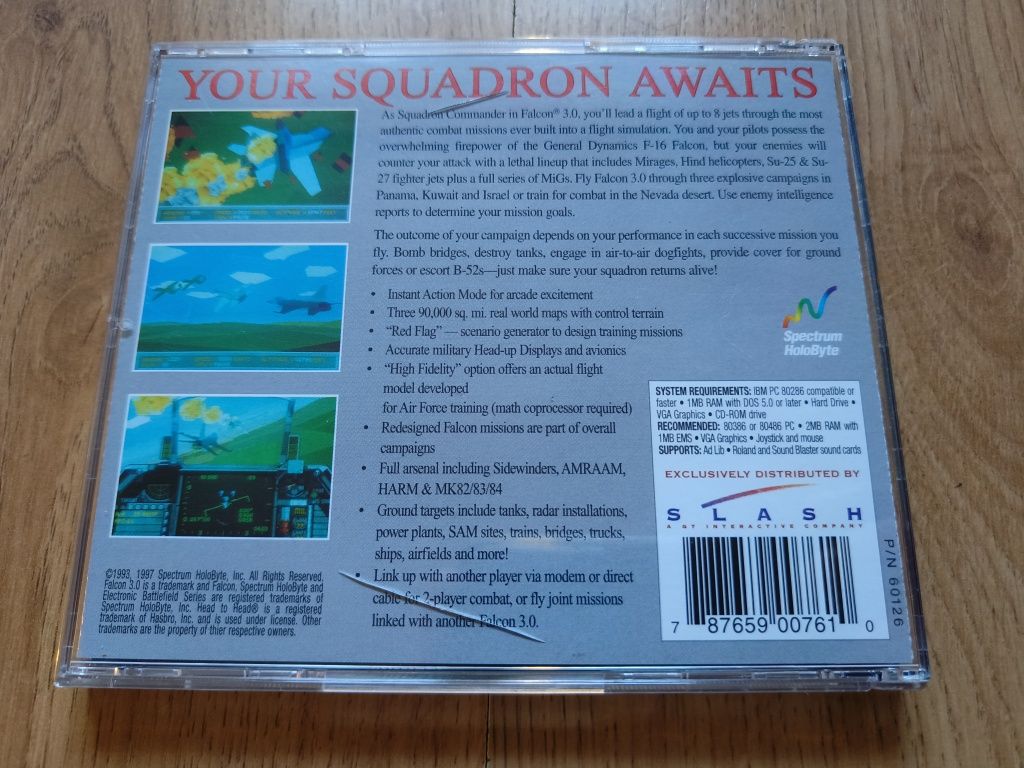 YOUR SQUADRON AWAITS
As Squadron Commander in Falcon® 3.0, you'll lead a flight of up to 8 jets through the most
authentic combat missions ever built into a flight simulation. You and your pilots possess the
overwhelming firepower of the General Dynamics F-16 Falcon, but your enemies will
counter your attack with a lethal lineup that includes Mirages, Hind helicopters, Su-25 & Su-
27 fighter jets plus a full series of MiGs. Fly Falcon 3.0 through three explosive campaigns in
Panama, Kuwait and Israel or train for combat in the Nevada desert. Use enemy intelligence
reports to determine your mission goals.
The outcome of your campaign depends on your performance in each successive mission you
fly. Bomb bridges, destroy tanks, engage in air-to-air dogfights, provide cover for ground
forces or escort B-52s—just make sure your squadron returns alive!
• Instant Action Mode for arcade excitement
• Three 90,000 sq. mi. real world maps with control terrain
• “Red Flag” — scenario generator to design training missions
• Accurate military Head-up Displays and avionics
• “High Fidelity” option offers an actual flight
model developed
for Air Force training (math coprocessor required)
• Redesigned Falcon missions are part of overall
campaigns
• Full arsenal including Sidewinders, AMRAAM,
HARM & MK82/83/84
• Ground targets include tanks, radar installations,
power plants, SAM sites, trains, bridges, trucks,
ships, airfields and more!
• Link up with another player via modem or direct
cable for 2-player combat, or fly joint missions
linked with another Falcon 3.0.
©1993, 1997 Spectrum HoloByte, Inc. All Rights Reserved.
Falcon 3.0 is a trademark and Falcon, Spectrum HoloByte and
Electronic Battlefield Series are registered trademarks of
Spectrum HoloByte, Inc. Head to Head® is a registered
trademark of Hasbro, Inc. and is used under license. Other
trademarks are the property of thier respective owners.
Spectrum
HoloByte
SYSTEM REQUIREMENTS: IBM PC 80286 compatible or
faster • 1MB RAM with DOS 5.0 or later • Hard Drive •
VGA Graphics • CD-ROM drive
RECOMMENDED: 80386 or 80486 PC • 2MB RAM with
1MB EMS • VGA Graphics • Joystick and mouse
SUPPORTS: Ad Lib • Roland and Sound Blaster sound cards
EXCLUSIVELY DISTRIBUTED BY
SLASH
A GT INTERACTIVE COMPANY
7 87659 00761 0
P/N 60126